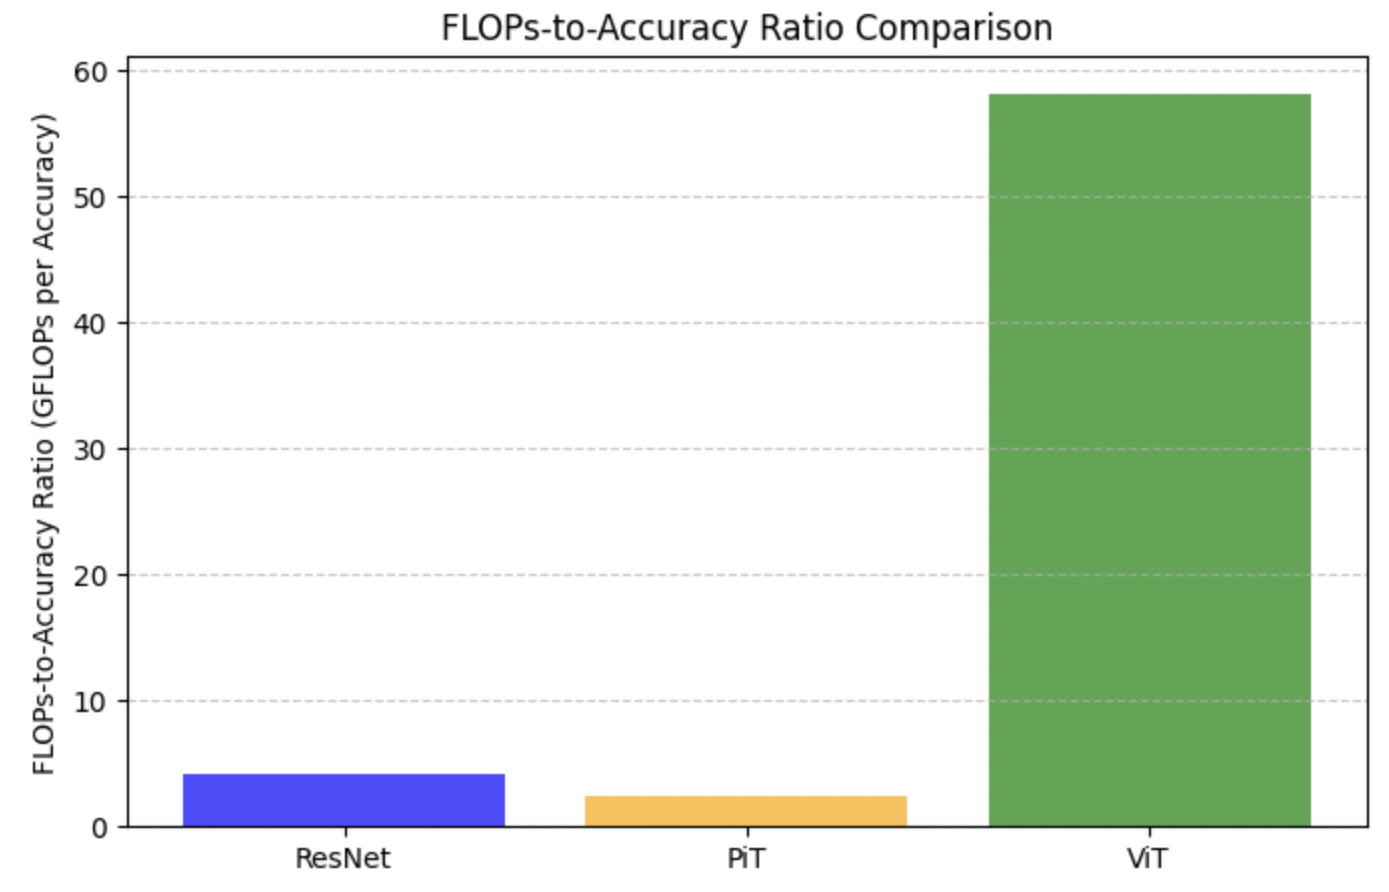 FLOPs-to-Accuracy Ratio Comparison
FLOPs-to-Accuracy Ratio (GFLOPs per Accuracy)
60
50
40
30
20
10
0
ResNet PiT ViT